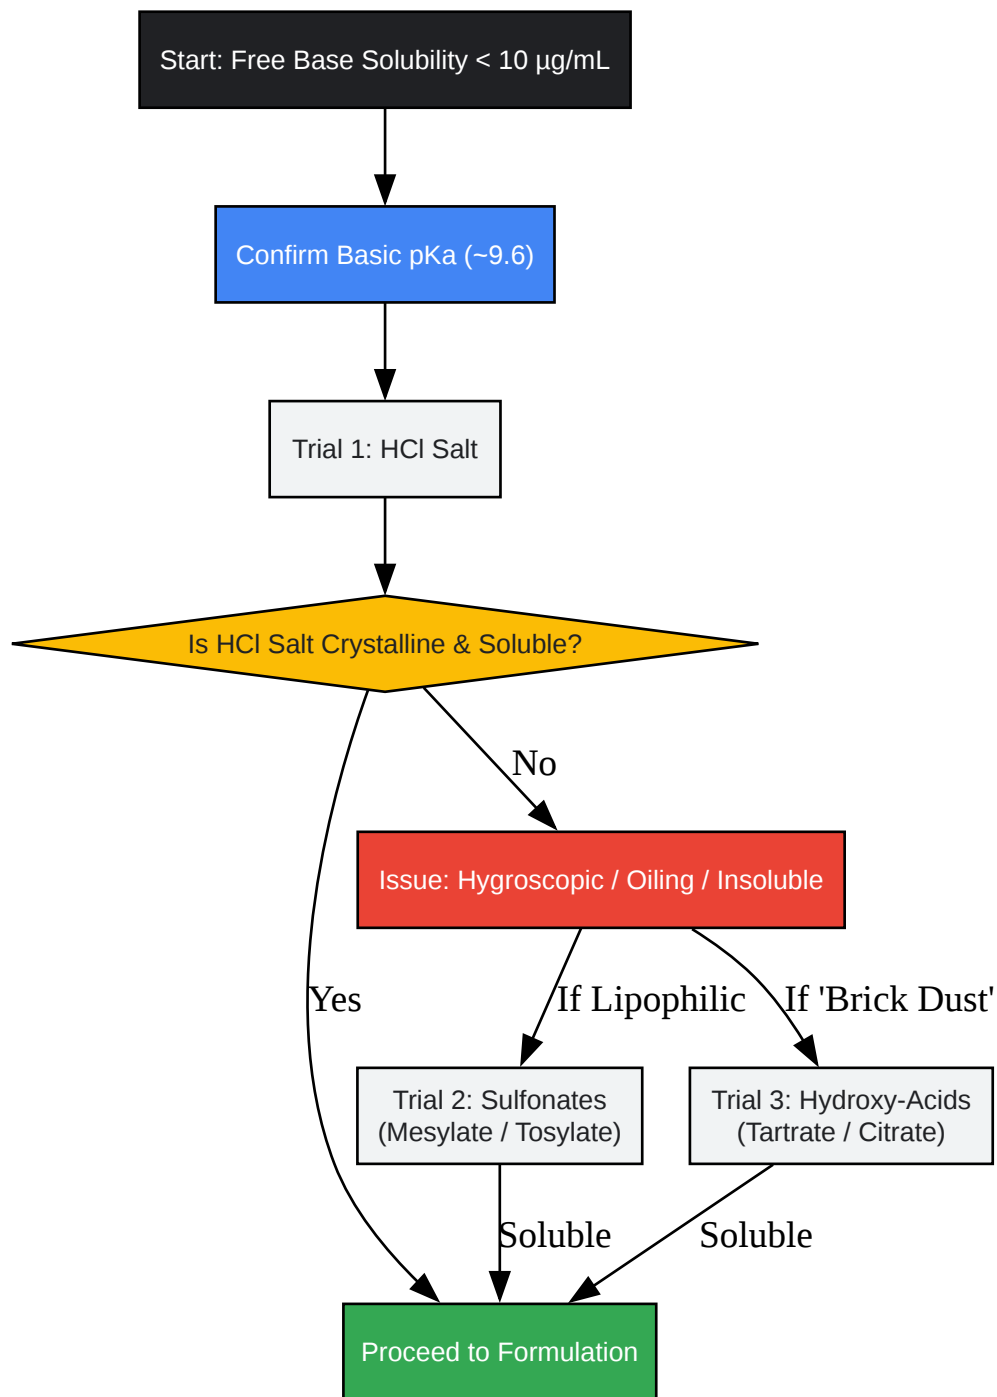 Start: Free Base Solubility < 10 µg/mL
Confirm Basic pKa (~9.6)
Trial 1: HCl Salt
Is HCl Salt Crystalline & Soluble?
No
Issue: Hygroscopic / Oiling / Insoluble
Yes
If Lipophilic
If 'Brick Dust'
Trial 2: Sulfonates
(Mesylate / Tosylate)
Trial 3: Hydroxy-Acids
(Tartrate / Citrate)
Soluble
Soluble
Proceed to Formulation